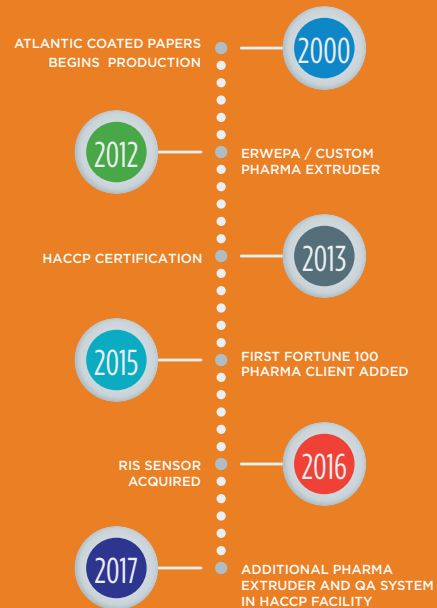 ATLANTIC COATED PAPERS
BEGINS PRODUCTION
2000
2012
ERWEPA / CUSTOM
PHARMA EXTRUDER
HACCP CERTIFICATION
2013
2015
FIRST FORTUNE 100
PHARMA CLIENT ADDED
RIS SENSOR
ACQUIRED
2016
2017
ADDITIONAL PHARMA
EXTRUDER AND QA SYSTEM
IN HACCP FACILITY